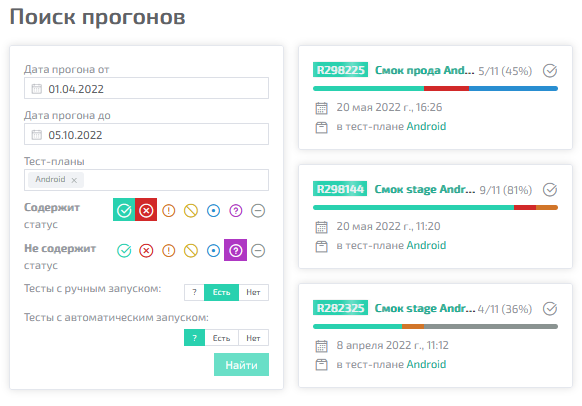 Поиск прогонов
Дата прогона от
01.04.2022
Дата прогона до
05.10.2022
Тест-планы
Android ×
Содержит
статус
Не содержит
статус
Тесты с ручным запуском:
? Есть Нет
Тесты с автоматическим запуском:
? Есть Нет
Найти
R298225 Смок прода And... 5/11 (45%)
20 мая 2022 г., 16:26
в тест-плане Android
R298144 Смок stage Andr... 9/11 (81%)
20 мая 2022 г., 11:20
в тест-плане Android
R282325 Смок stage Andr... 4/11 (36%)
8 апреля 2022 г., 11:12
в тест-плане Android